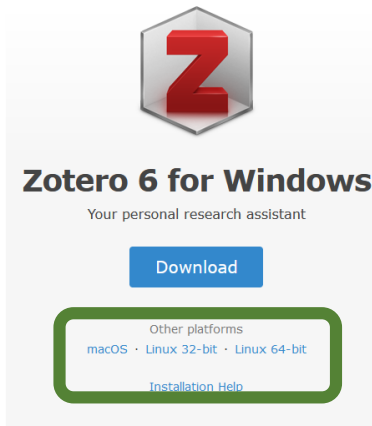 Z
Zotero 6 for Windows
Your personal research assistant
Download
Other platforms
macOS · Linux 32-bit · Linux 64-bit
Installation Help